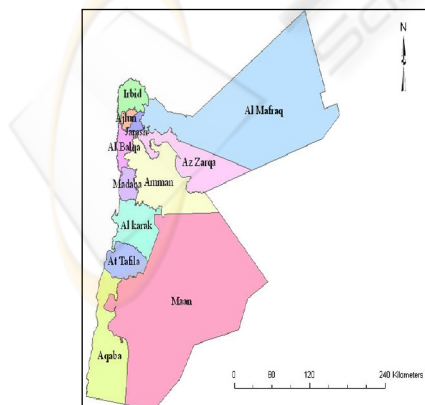 N
Irbid
Al Mafraq
Ajlun
Jarash
Al Balqa
Az Zarqa
Madaba
Amman
Al karak
At Tafila
Maan
Aqaba
0 60 120 240 Kilometers